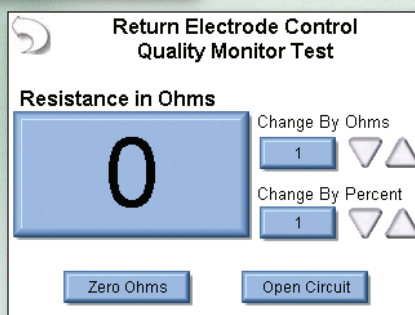 Return Electrode Control
Quality Monitor Test
Resistance in Ohms
0
Change By Ohms
1
Change By Percent
1
Zero Ohms
Open Circuit